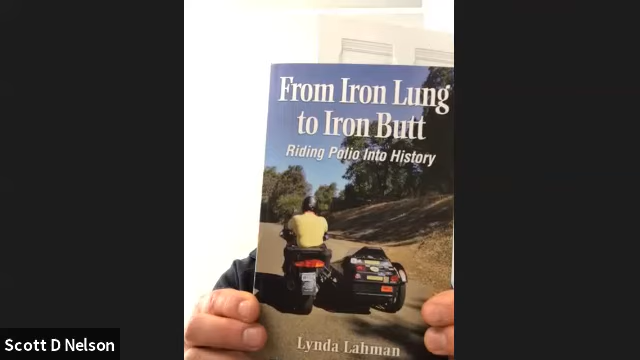 From Iron Lung
to Iron Butt
Riding Polio Into History
Lynda Lahman
Scott D Nelson